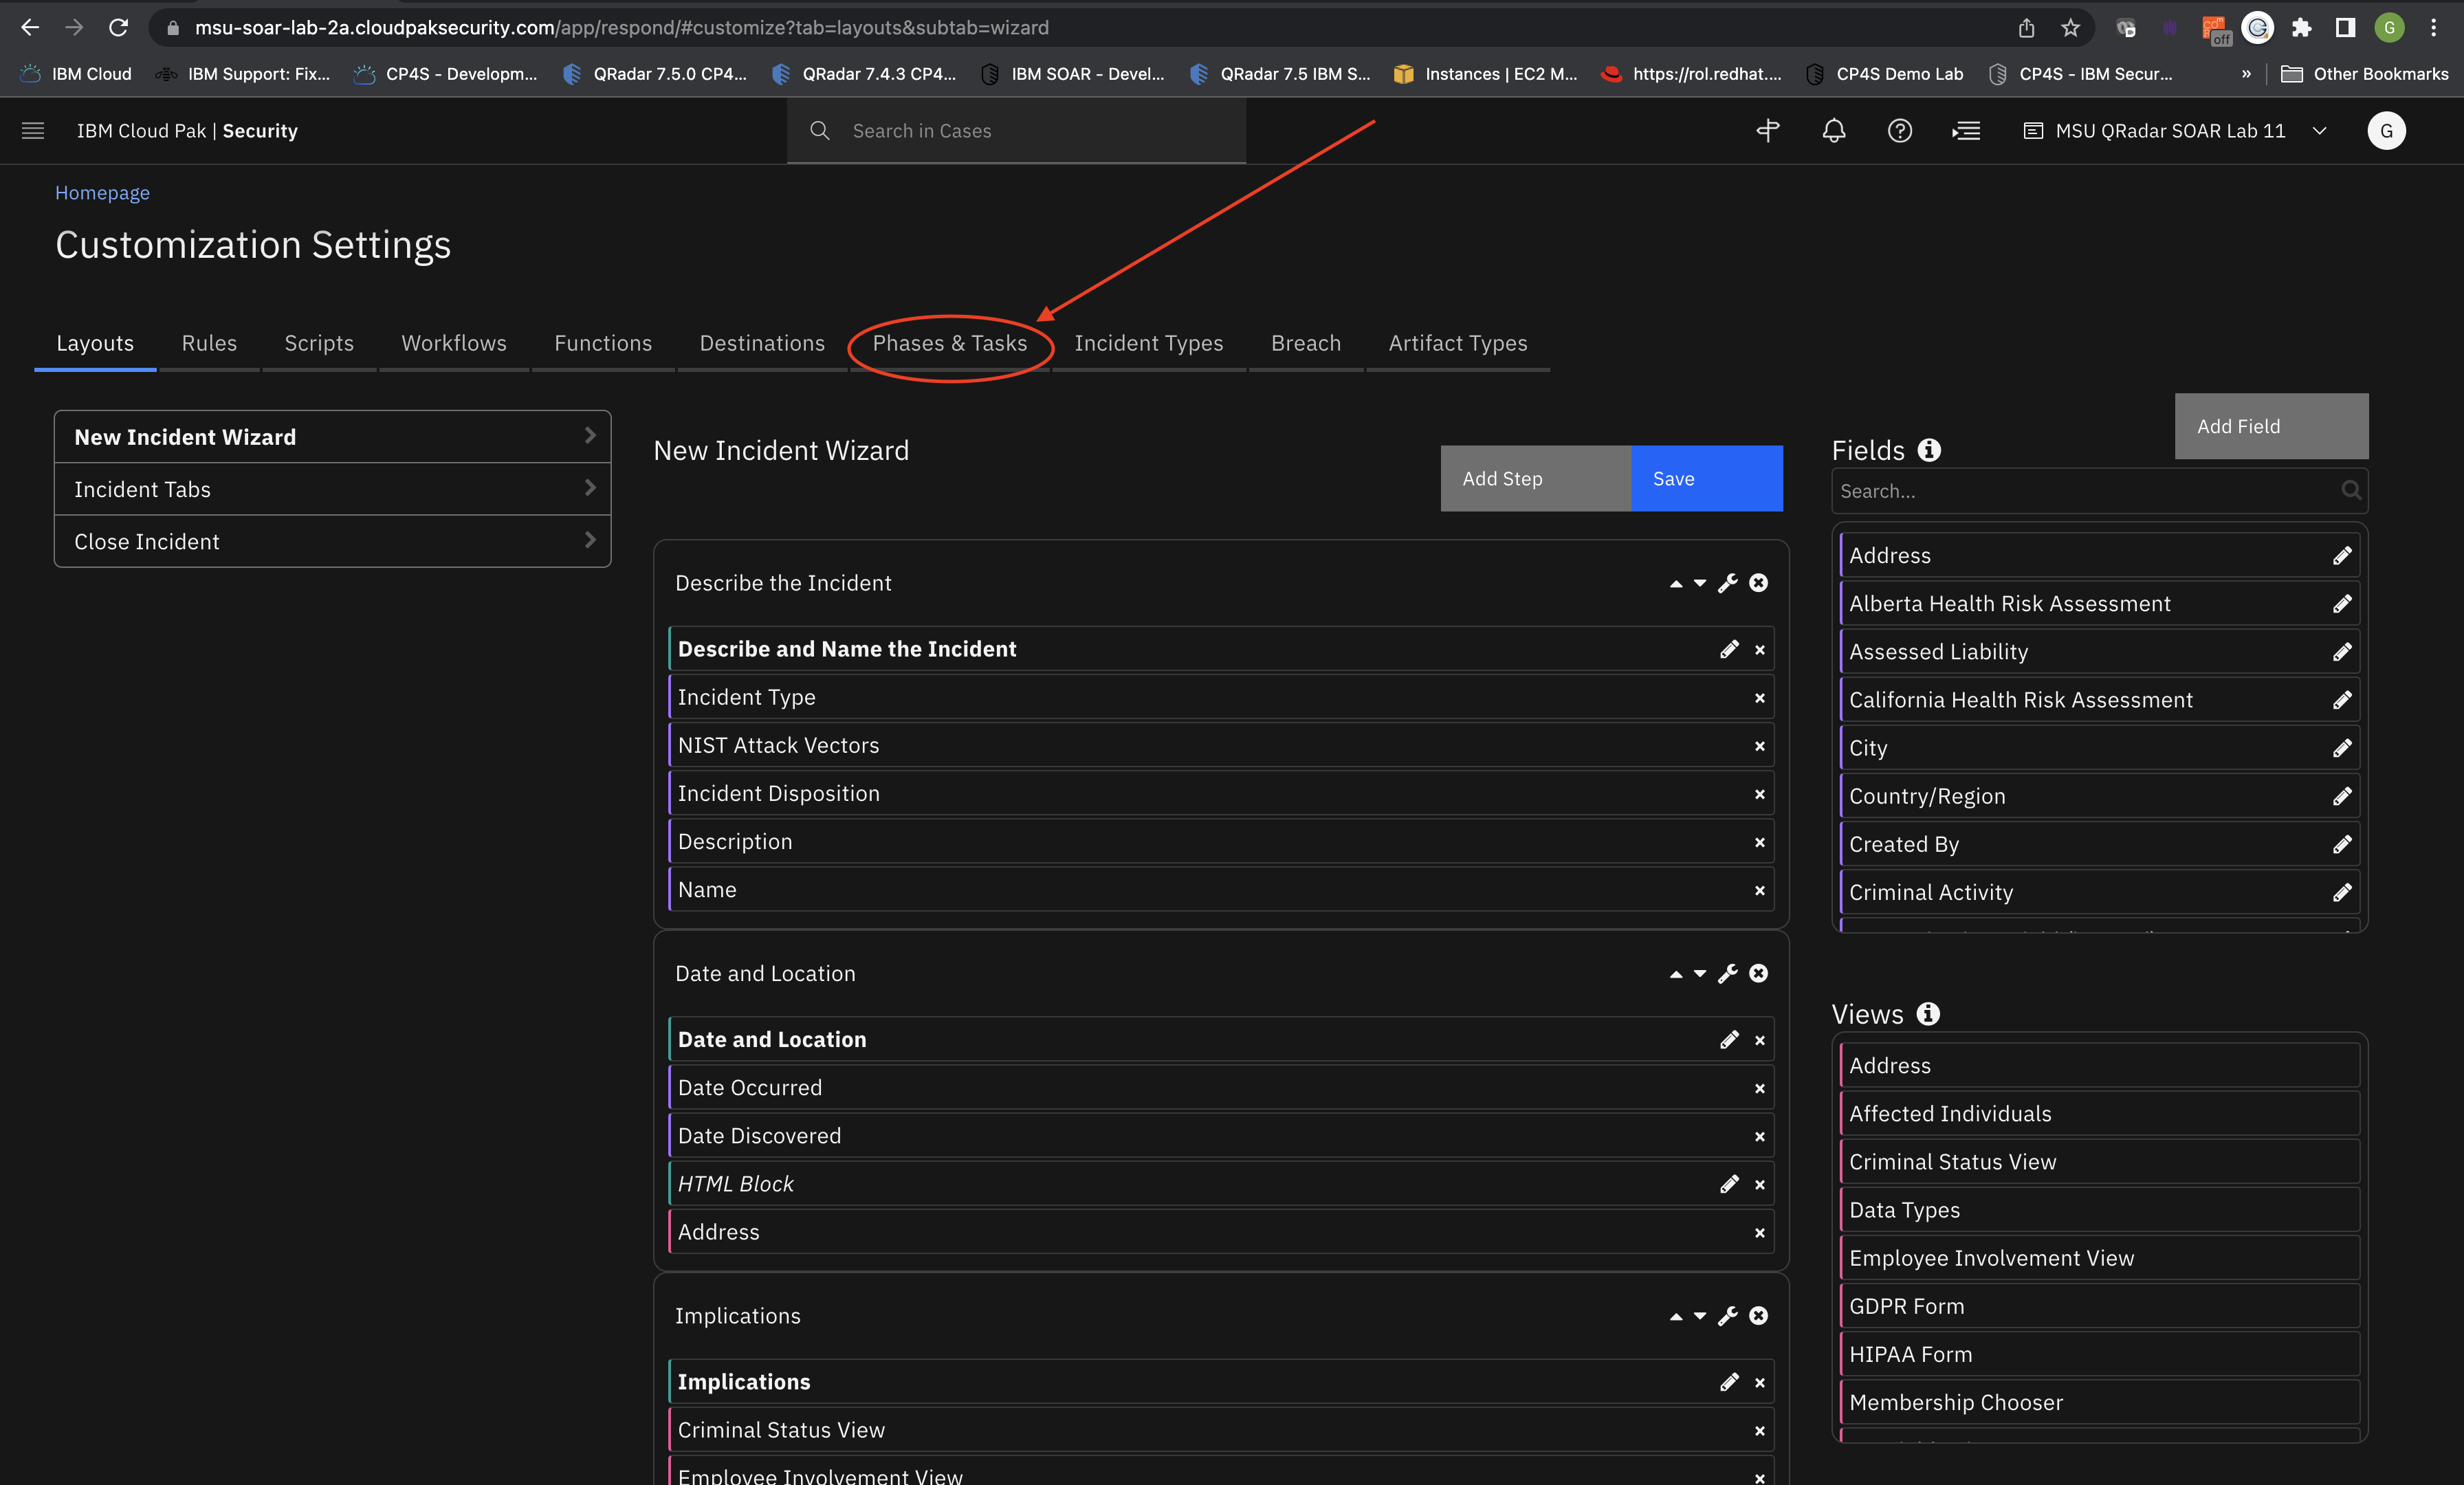 msu-soar-lab-2a.cloudpaksecurity.com/app/respond/#customize?tab=layouts&subtab=wizard
off
G
IBM Cloud
IBM Support: Fix...
CP4S - Developm...
QRadar 7.5.0 CP4...
QRadar 7.4.3 CP4...
IBM SOAR - Devel...
QRadar 7.5 IBM S...
Instances | EC2 M...
https://rol.redhat....
CP4S Demo Lab
CP4S - IBM Secur...
»
Other Bookmarks
IBM Cloud Pak | Security
Search in Cases
MSU QRadar SOAR Lab 11
G
Homepage
Customization Settings
Layouts
Rules
Scripts
Workflows
Functions
Destinations
Phases & Tasks
Incident Types
Breach
Artifact Types
New Incident Wizard
Incident Tabs
Close Incident
New Incident Wizard
Add Step
Save
Describe the Incident
Describe and Name the Incident
Incident Type
NIST Attack Vectors
Incident Disposition
Description
Name
Date and Location
Date and Location
Date Occurred
Date Discovered
HTML Block
Address
Implications
Implications
Criminal Status View
Employee Involvement View
Fields
Add Field
Search...
Address
Alberta Health Risk Assessment
Assessed Liability
California Health Risk Assessment
City
Country/Region
Created By
Criminal Activity
Views
Address
Affected Individuals
Criminal Status View
Data Types
Employee Involvement View
GDPR Form
HIPAA Form
Membership Chooser